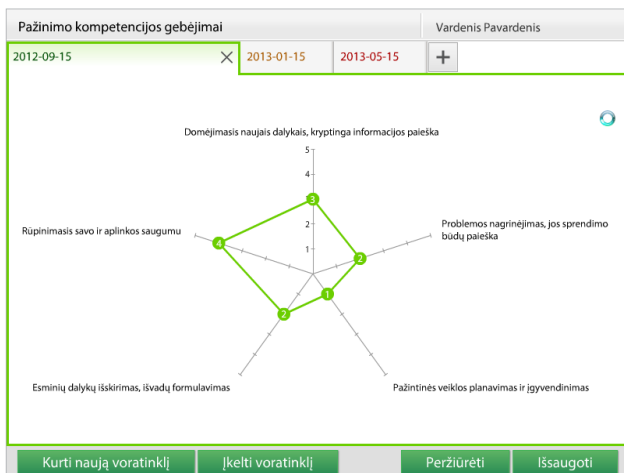 Pažinimo kompetencijos gebėjimai
Vardenis Pavardenis
2012-09-15
2013-01-15
2013-05-15
+
Domėjimasis naujais dalykais, kryptinga informacijos paieška
5
4
3
2
1
Rūpinimasis savo ir aplinkos saugumu
4
Problemos nagrinėjimas, jos sprendimo
būdų paieška
2
1
2
Esminių dalykų išskirimas, išvadų formulavimas
Pažintinės veiklos planavimas ir įgyvendinimas
Kurti naują voratinklį
Įkelti voratinklį
Peržiūrėti
Išsaugoti